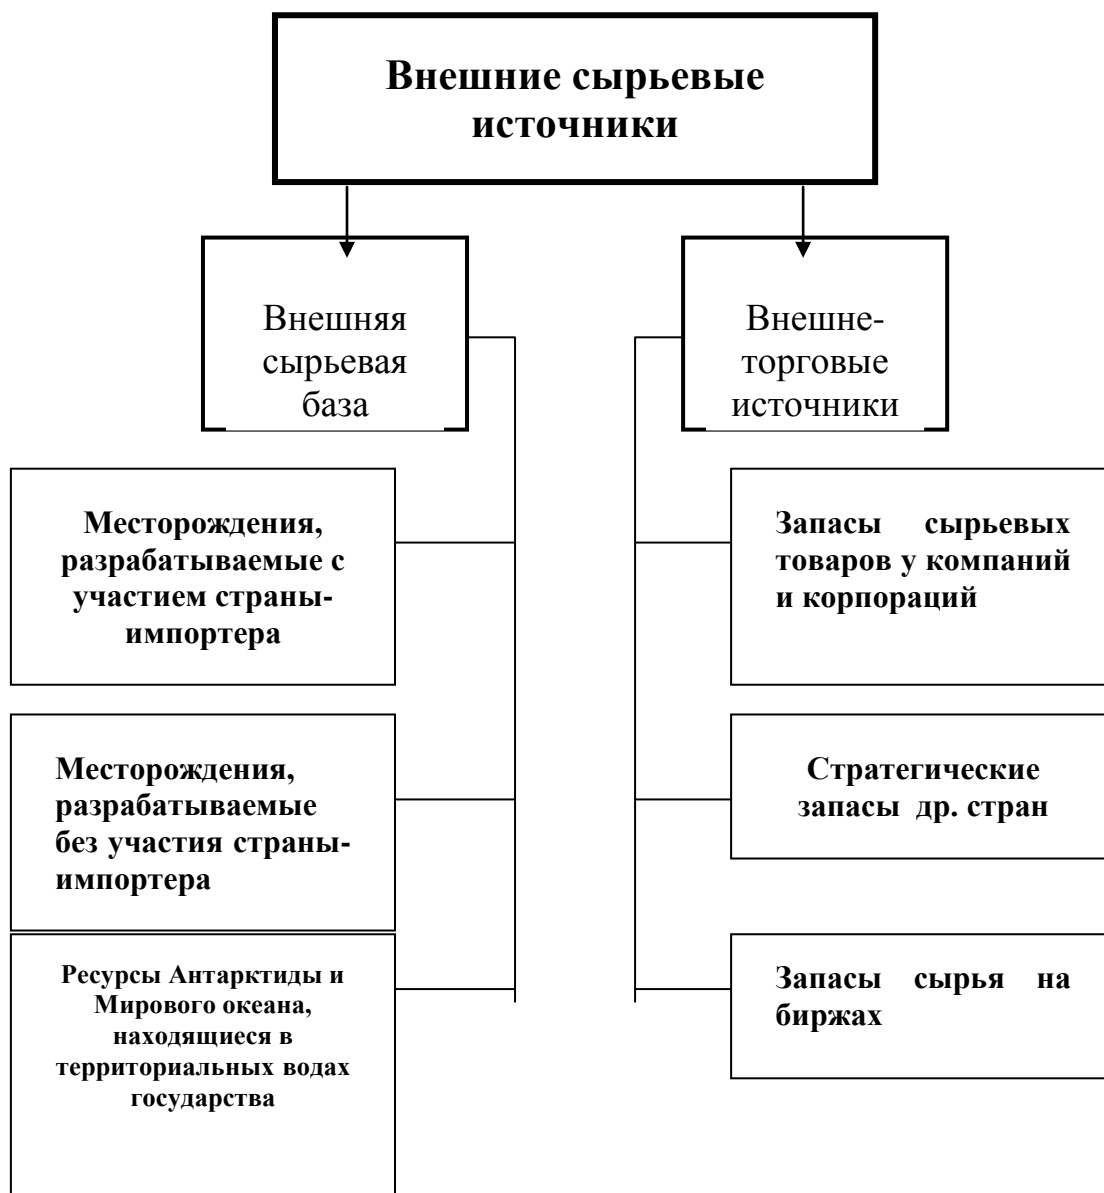 Внешние сырьевые
источники
Внешняя
сырьевая
база
Внешне-
торговые
источники
Месторождения,
разрабатываемые с
участием страны-
импортера
Запасы сырьевых
товаров у компаний
и корпораций
Месторождения,
разрабатываемые
без участия страны-
импортера
Стратегические
запасы др. стран
Ресурсы Антарктиды и
Мирового океана,
находящиеся в
территориальных водах
государства
Запасы сырья на
биржах